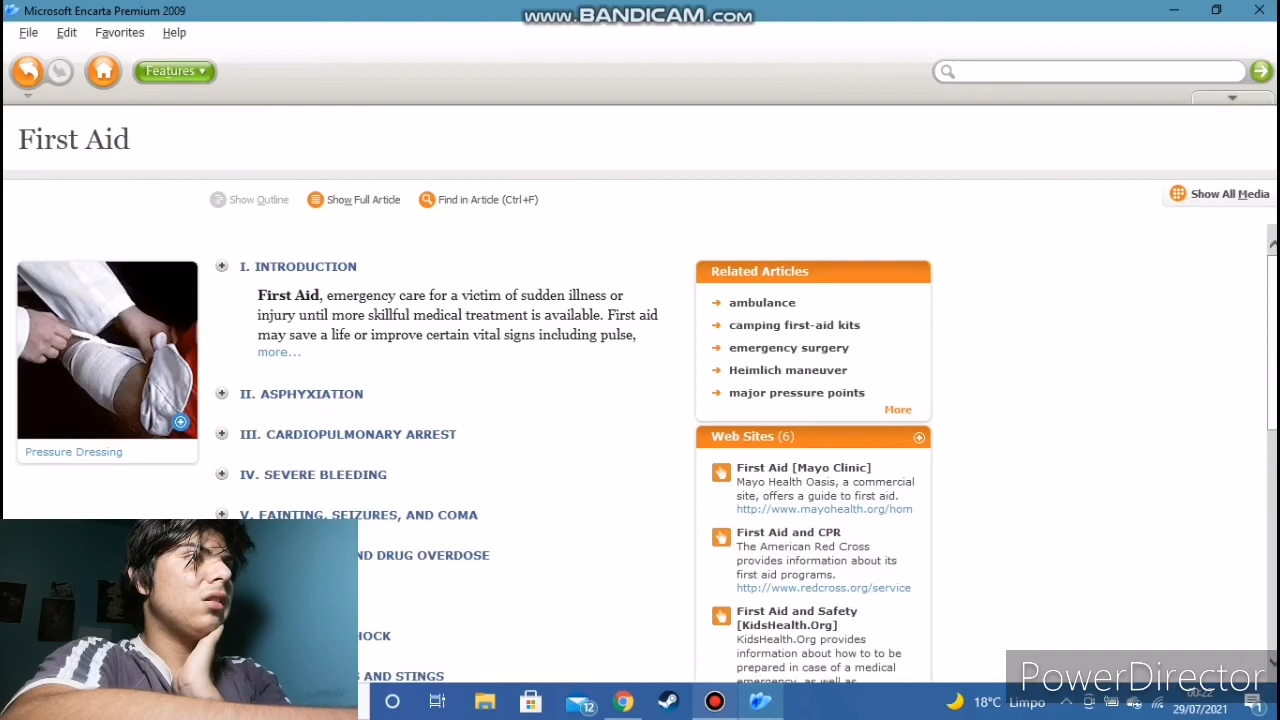 Microsoft Encarta Premium 2009
www.BANDICAM.com
File Edit Favorites Help
Features
First Aid
Show Outline Show Full Article Find in Article (Ctrl+F)
Show All Media
Pressure Dressing
I. INTRODUCTION
First Aid, emergency care for a victim of sudden illness or
injury until more skillful medical treatment is available. First aid
may save a life or improve certain vital signs including pulse,
more...
II. ASPHYXIATION
III. CARDIOPULMONARY ARREST
IV. SEVERE BLEEDING
V. FAINTING, SEIZURES, AND COMA
ND DRUG OVERDOSE
HOCK
S AND STINGS
Related Articles
ambulance
camping first-aid kits
emergency surgery
Heimlich maneuver
major pressure points
More
Web Sites (6)
First Aid [Mayo Clinic]
Mayo Health Oasis, a commercial
site, offers a guide to first aid.
http://www.mayohealth.org/hom
First Aid and CPR
The American Red Cross
provides information about its
first aid programs.
http://www.redcross.org/service
First Aid and Safety
[KidsHealth.Org]
KidsHealth.Org provides
information about how to to be
prepared in case of a medical
emergency, as well as
PowerDirector
12
18°C Limpo
00:22
29/07/2021
1